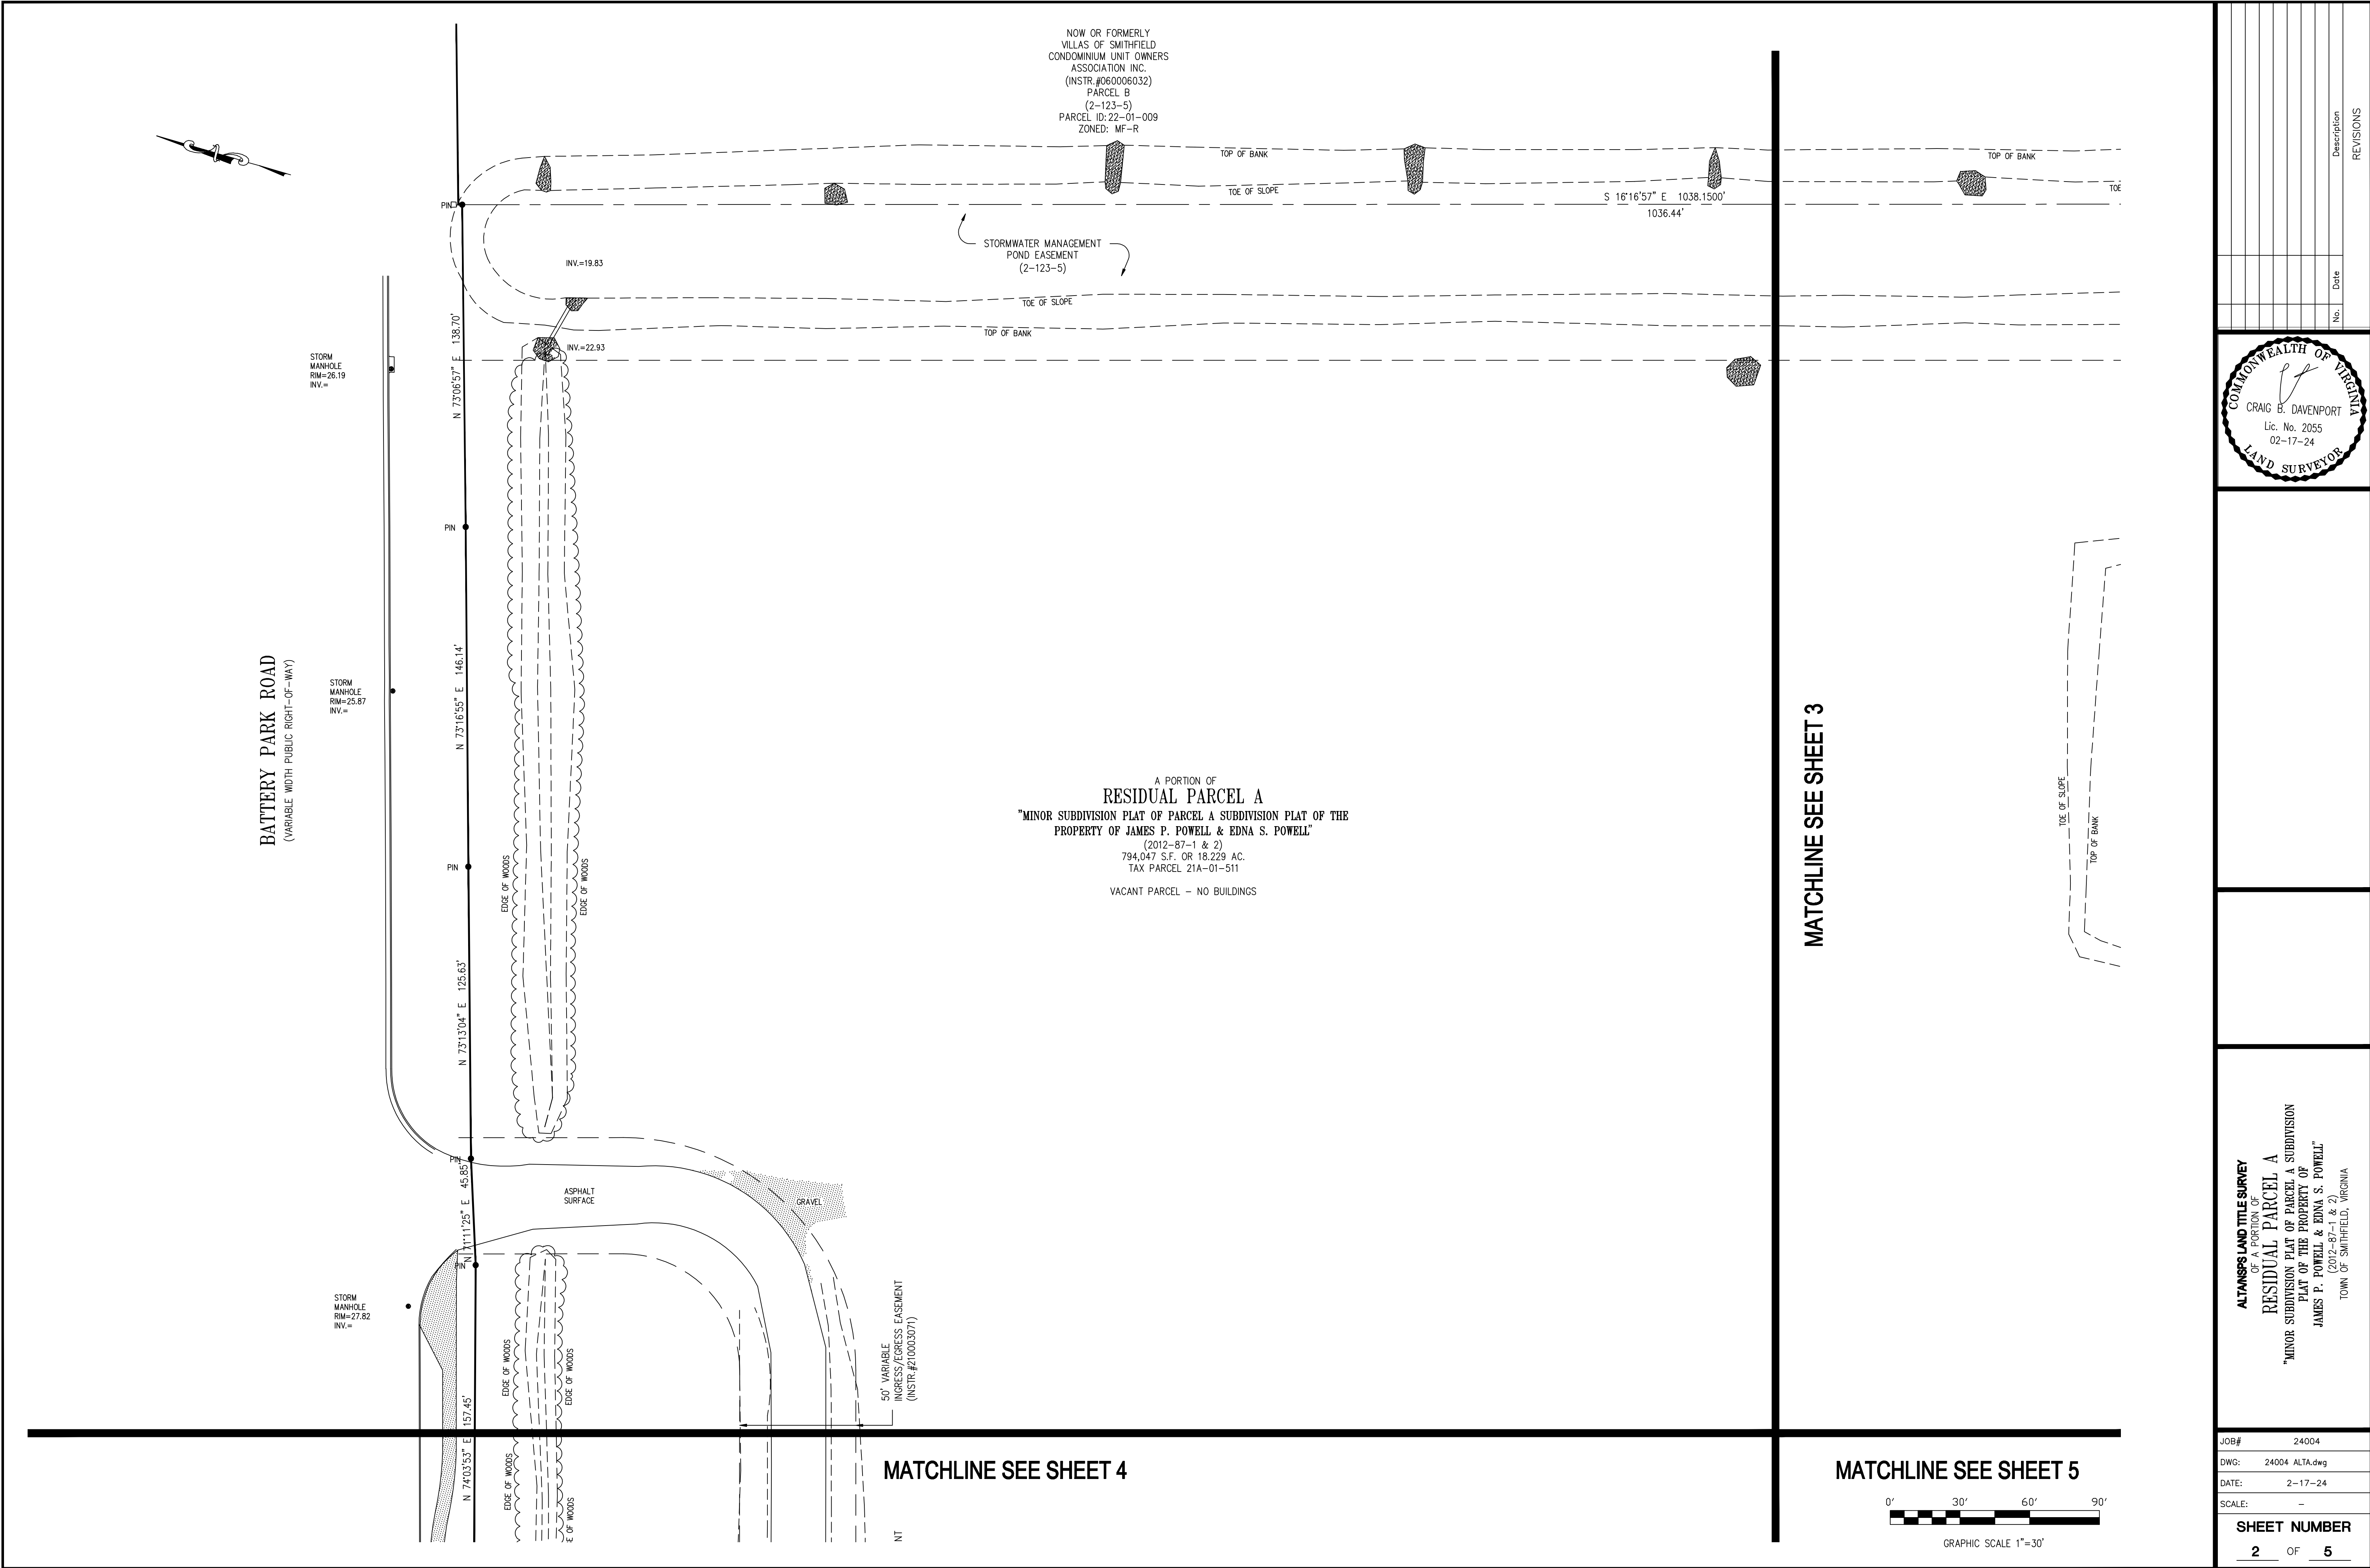 NOW OR FORMERLY
VILLAS OF SMITHFIELD
CONDOMINIUM UNIT OWNERS
ASSOCIATION INC.
(INSTR.#060006032)
PARCEL B
(2-123-5)
PARCEL ID: 22-01-009
ZONED: MF-R
TOP OF BANK
TOP OF BANK
TOE OF SLOPE
TOE
PIN
S 16°16'57" E 1038.1500'
1036.44'
STORMWATER MANAGEMENT
POND EASEMENT
(2-123-5)
INV.=19.83
TOE OF SLOPE
TOP OF BANK
INV.=22.93
N 73°06'57" E 138.70'
STORM
MANHOLE
RIM=26.19
INV.=
PIN
N 73°16'55" E 146.14'
STORM
MANHOLE
RIM=25.87
INV.=
BATTERY PARK ROAD
(VARIABLE WIDTH PUBLIC RIGHT-OF-WAY)
PIN
EDGE OF WOODS
EDGE OF WOODS
A PORTION OF
RESIDUAL PARCEL A
"MINOR SUBDIVISION PLAT OF PARCEL A SUBDIVISION PLAT OF THE
PROPERTY OF JAMES P. POWELL & EDNA S. POWELL"
(2012-87-1 & 2)
794,047 S.F. OR 18.229 AC.
TAX PARCEL 21A-01-511
VACANT PARCEL - NO BUILDINGS
MATCHLINE SEE SHEET 3
TOE OF SLOPE
TOP OF BANK
N 73°13'04" E 125.63'
PIN
N 71°11'25" E 45.85'
PIN
ASPHALT
SURFACE
GRAVEL
STORM
MANHOLE
RIM=27.82
INV.=
EDGE OF WOODS
EDGE OF WOODS
50' VARIABLE
INGRESS/EGRESS EASEMENT
(INSTR.#210003071)
N 74°03'53" E 157.45'
EDGE OF WOODS
E OF WOODS
NT
MATCHLINE SEE SHEET 4
MATCHLINE SEE SHEET 5
0' 30' 60' 90'
GRAPHIC SCALE 1"=30'
No. Date Description
REVISIONS
COMMONWEALTH OF VIRGINIA
CRAIG B. DAVENPORT
Lic. No. 2055
02-17-24
LAND SURVEYOR
ALTA/NSPS LAND TITLE SURVEY
OF A PORTION OF
RESIDUAL PARCEL A
"MINOR SUBDIVISION PLAT OF PARCEL A SUBDIVISION
PLAT OF THE PROPERTY OF
JAMES P. POWELL & EDNA S. POWELL"
(2012-87-1 & 2)
TOWN OF SMITHFIELD, VIRGINIA
JOB# 24004
DWG: 24004 ALTA.dwg
DATE: 2-17-24
SCALE: -
SHEET NUMBER
2 OF 5